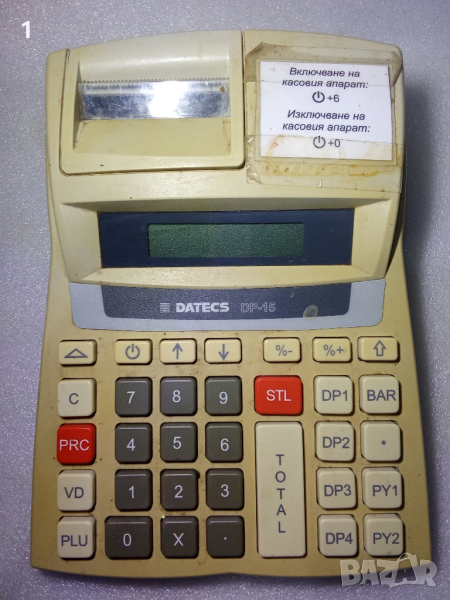 1
Включване на
касовия апарат:
⏻ +6
Изключване на
касовия апарат:
⏻ +0
DATECS DP-15
⏻ ↑ ↓ %- %+ ⇧
C 7 8 9 STL DP1 BAR
PRC 4 5 6 DP2 *
VD 1 2 3 TOTAL DP3 PY1
PLU 0 X . DP4 PY2
BAZAR